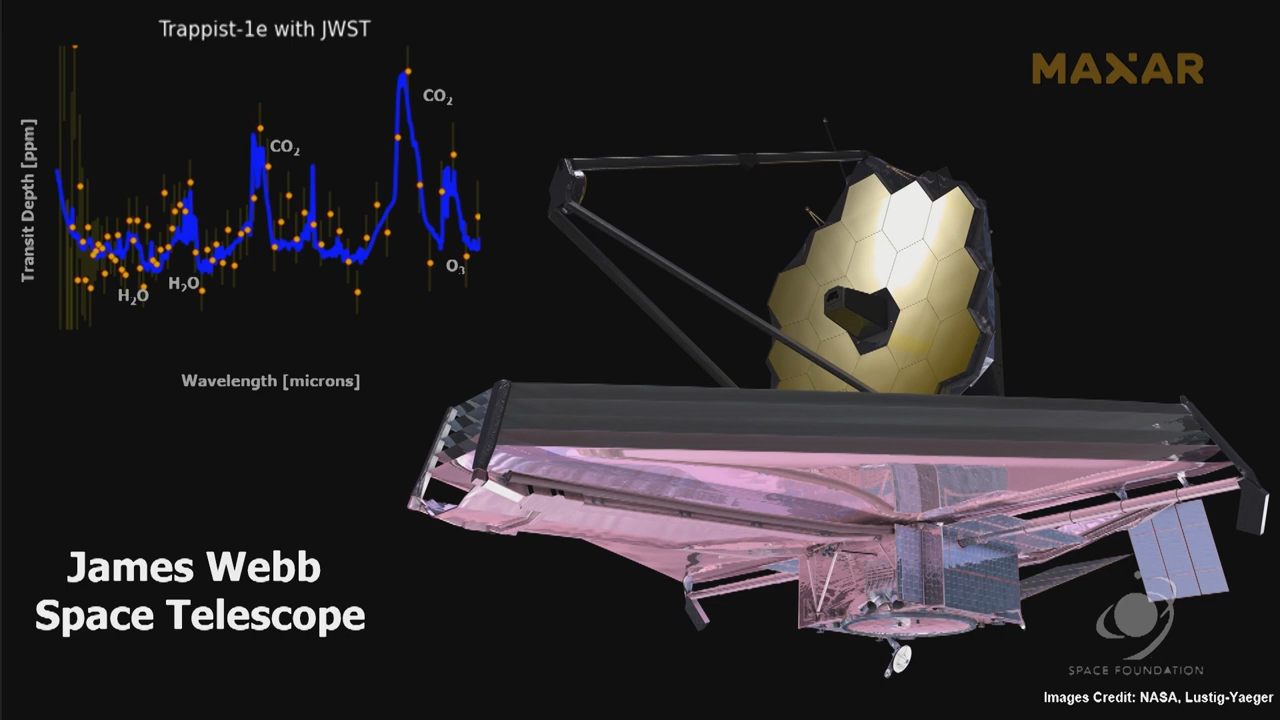 Trappist-1e with JWST
MAXAR
CO₂
CO₂
Transit Depth [ppm]
O₃
H₂O
H₂O
Wavelength [microns]
James Webb
Space Telescope
SPACE FOUNDATION
Images Credit: NASA, Lustig-Yaeger